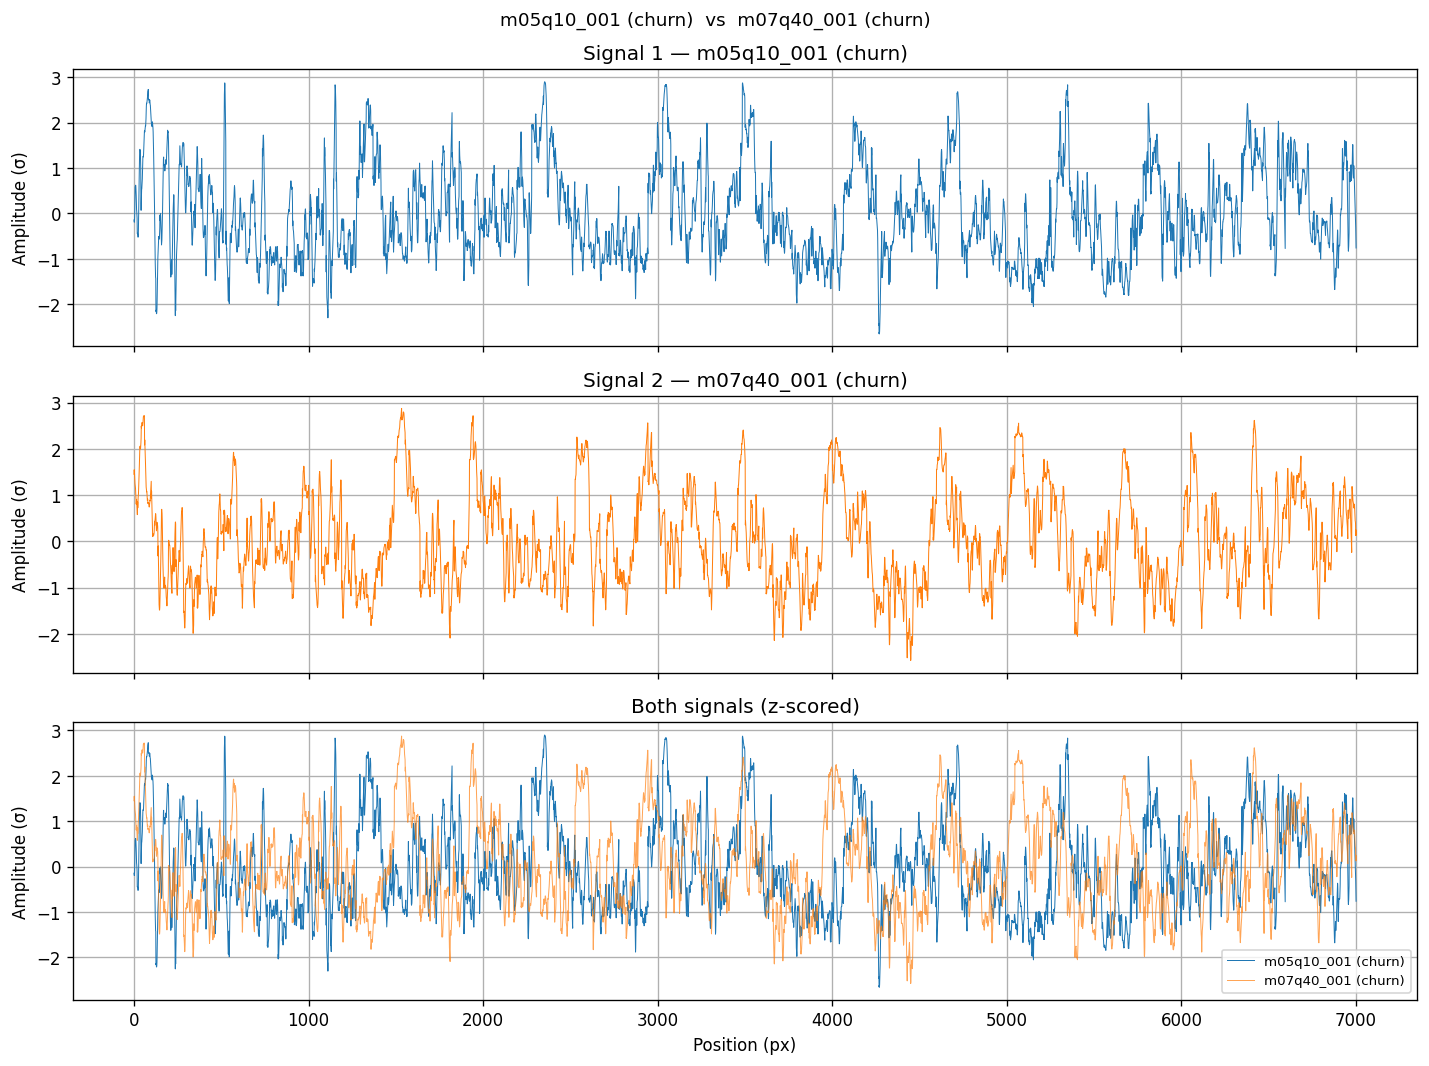 m05q10_001 (churn)  vs  m07q40_001 (churn)
Signal 1 — m05q10_001 (churn)
Amplitude (σ)
3
2
1
0
−1
−2
Signal 2 — m07q40_001 (churn)
Amplitude (σ)
3
2
1
0
−1
−2
Both signals (z-scored)
Amplitude (σ)
3
2
1
0
−1
−2
m05q10_001 (churn)
m07q40_001 (churn)
0 1000 2000 3000 4000 5000 6000 7000
Position (px)